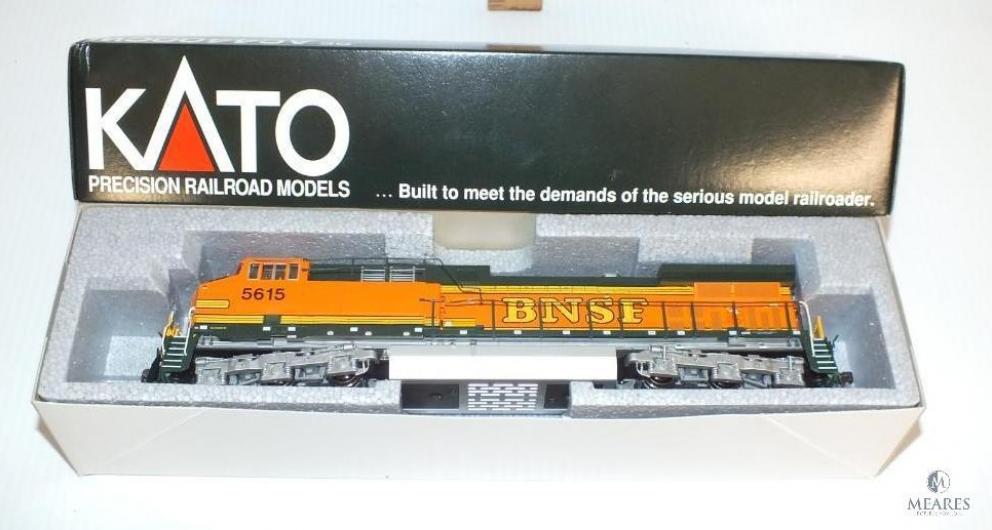 KATO
PRECISION RAILROAD MODELS
... Built to meet the demands of the serious model railroader.
5615
BNSF
MEARES